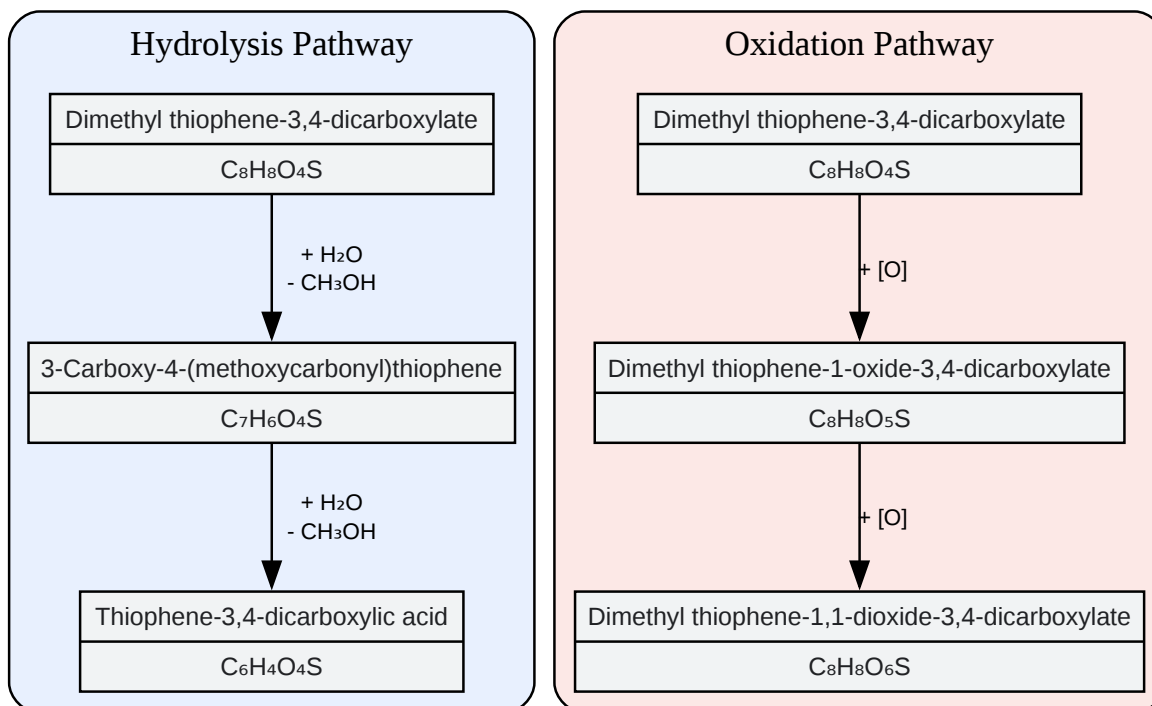 Hydrolysis Pathway
Dimethyl thiophene-3,4-dicarboxylate
C₈H₈O₄S
+ H₂O
- CH₃OH
3-Carboxy-4-(methoxycarbonyl)thiophene
C₇H₆O₄S
+ H₂O
- CH₃OH
Thiophene-3,4-dicarboxylic acid
C₆H₄O₄S
Oxidation Pathway
Dimethyl thiophene-3,4-dicarboxylate
C₈H₈O₄S
+ [O]
Dimethyl thiophene-1-oxide-3,4-dicarboxylate
C₈H₈O₅S
+ [O]
Dimethyl thiophene-1,1-dioxide-3,4-dicarboxylate
C₈H₈O₆S